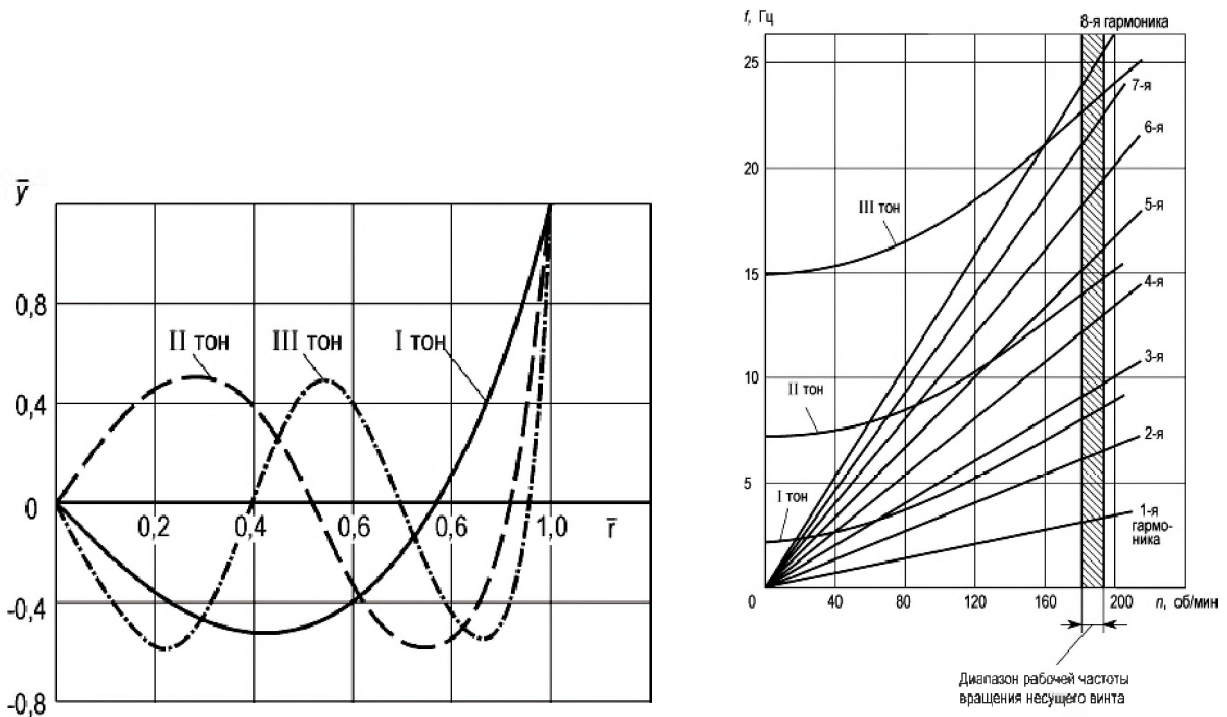 ȳ
0,8
0,4
0
-0,4
-0,8
II тон
III тон
I тон
0,2
0,4
0,6
0,6
1,0
r̄
f, Гц
25
20
15
10
5
0
40
80
120
160
200
n, об/мин
8-я гармоника
7-я
6-я
5-я
4-я
3-я
2-я
1-я
гармо-
ника
III тон
II тон
I тон
Диапазон рабочей частоты
вращения несущего винта